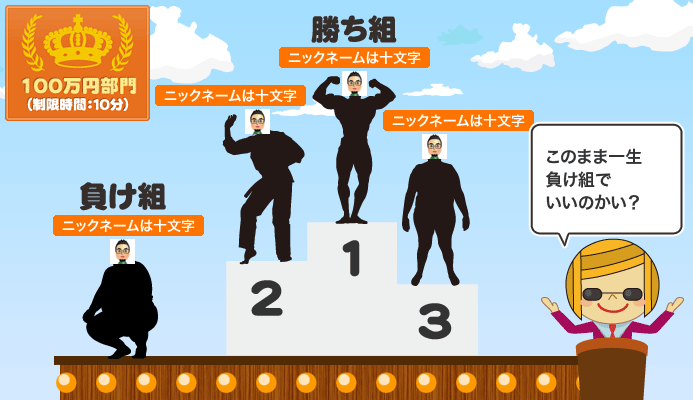 100万円部門
(制限時間:10分)
勝ち組
ニックネームは十文字
ニックネームは十文字
ニックネームは十文字
負け組
ニックネームは十文字
1
2
3
このまま一生
負け組で
いいのかい？